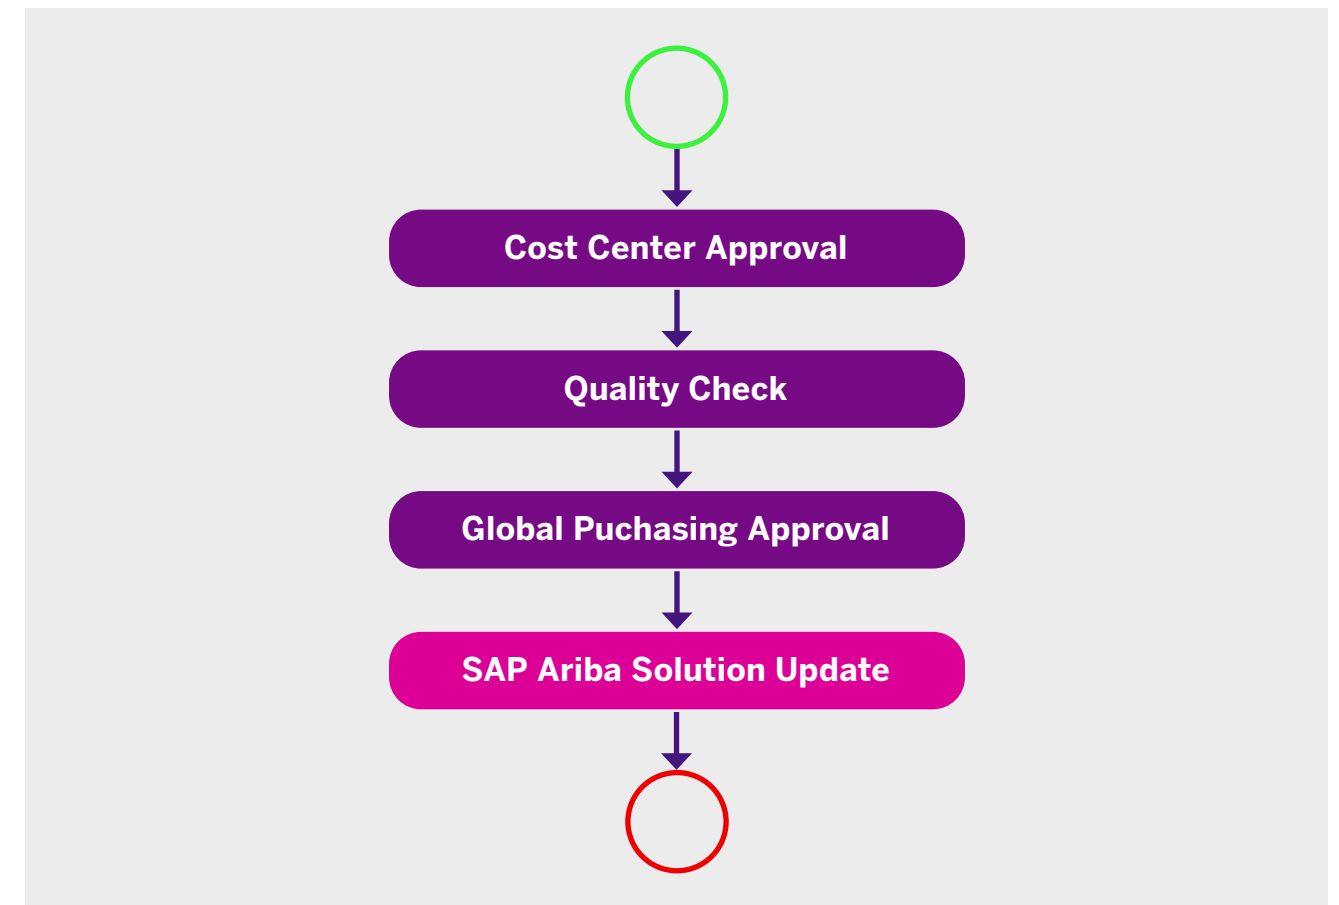 Cost Center Approval
Quality Check
Global Puchasing Approval
SAP Ariba Solution Update